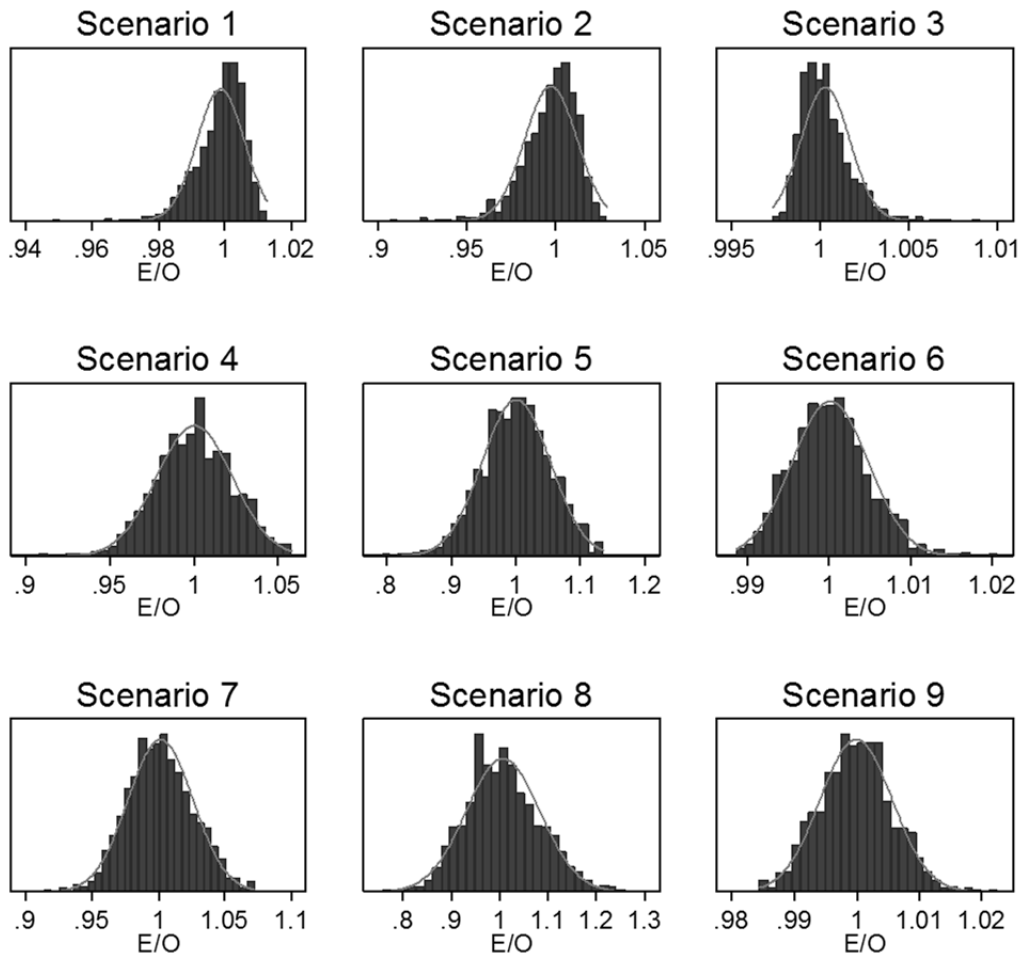 Scenario 1 Scenario 2 Scenario 3
.94 .96 .98 1 1.02 .9 .95 1 1.05 .995 1 1.005 1.01
E/O E/O E/O
Scenario 4 Scenario 5 Scenario 6
.9 .95 1 1.05 .8 .9 1 1.1 1.2 .99 1 1.01 1.02
E/O E/O E/O
Scenario 7 Scenario 8 Scenario 9
.9 .95 1 1.05 1.1 .8 .9 1 1.1 1.2 1.3 .98 .99 1 1.01 1.02
E/O E/O E/O